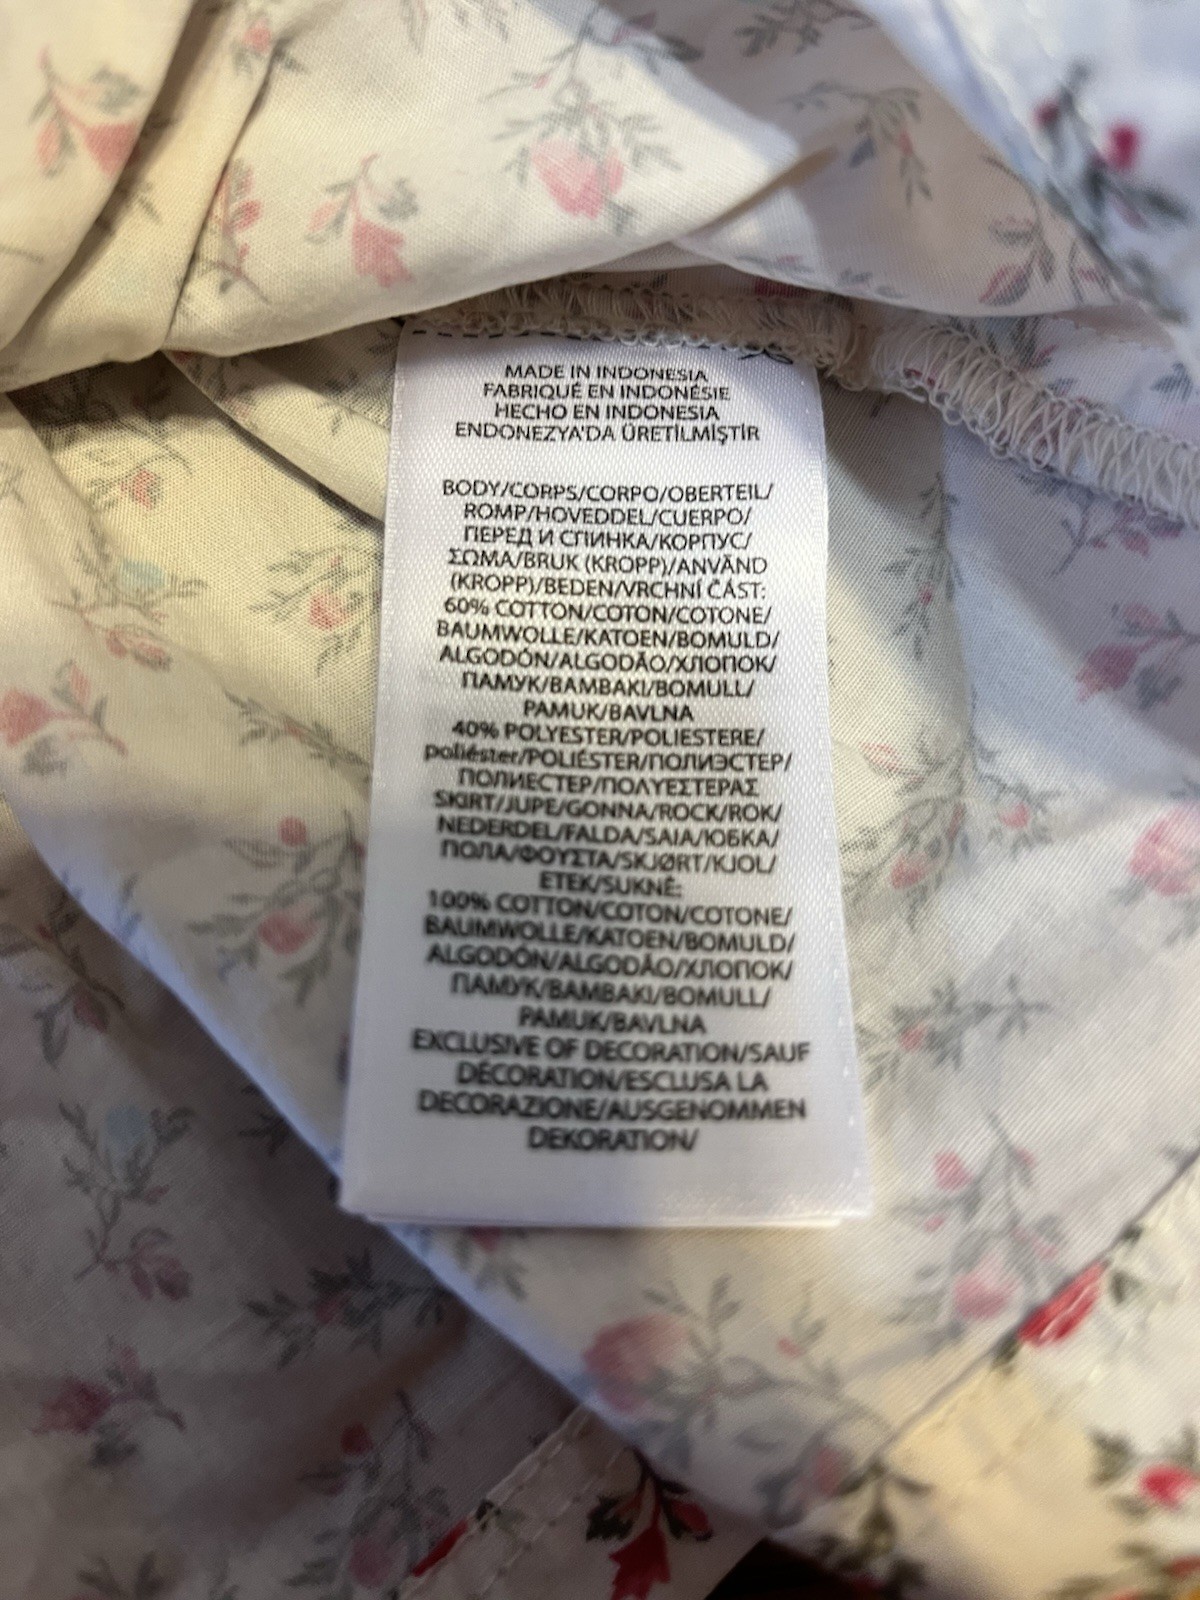 MADE IN INDONESIA
FABRIQUÉ EN INDONÉSIE
HECHO EN INDONESIA
ENDONEZYA'DA ÜRETİLMİŞTİR
BODY/CORPS/CORPO/OBERTEIL/
ROMP/HOVEDDEL/CUERPO/
ПЕРЕД И СПИНКА/КОРПУС/
ΣΩΜΑ/BRUK (KROPP)/ANVÄND
(KROPP)/BEDEN/VRCHNÍ ČÁST:
60% COTTON/COTON/COTONE/
BAUMWOLLE/KATOEN/BOMULD/
ALGODÓN/ALGODÃO/ХЛОПОК/
ПАМУК/ΒΑΜΒΑΚΙ/BOMULL/
PAMUK/BAVLNA
40% POLYESTER/POLIESTERE/
poliéster/POLIÉSTER/ПОЛИЭСТЕР/
ПОЛИЕСТЕР/ΠΟΛΥΕΣΤΕΡΑΣ
SKIRT/JUPE/GONNA/ROCK/ROK/
NEDERDEL/FALDA/SAIA/ЮБКА/
ПОЛА/ΦΟΥΣΤΑ/SKJØRT/KJOL/
ETEK/SUKNĚ:
100% COTTON/COTON/COTONE/
BAUMWOLLE/KATOEN/BOMULD/
ALGODÓN/ALGODÃO/ХЛОПОК/
ПАМУК/ΒΑΜΒΑΚΙ/BOMULL/
PAMUK/BAVLNA
EXCLUSIVE OF DECORATION/SAUF
DÉCORATION/ESCLUSA LA
DECORAZIONE/AUSGENOMMEN
DEKORATION/